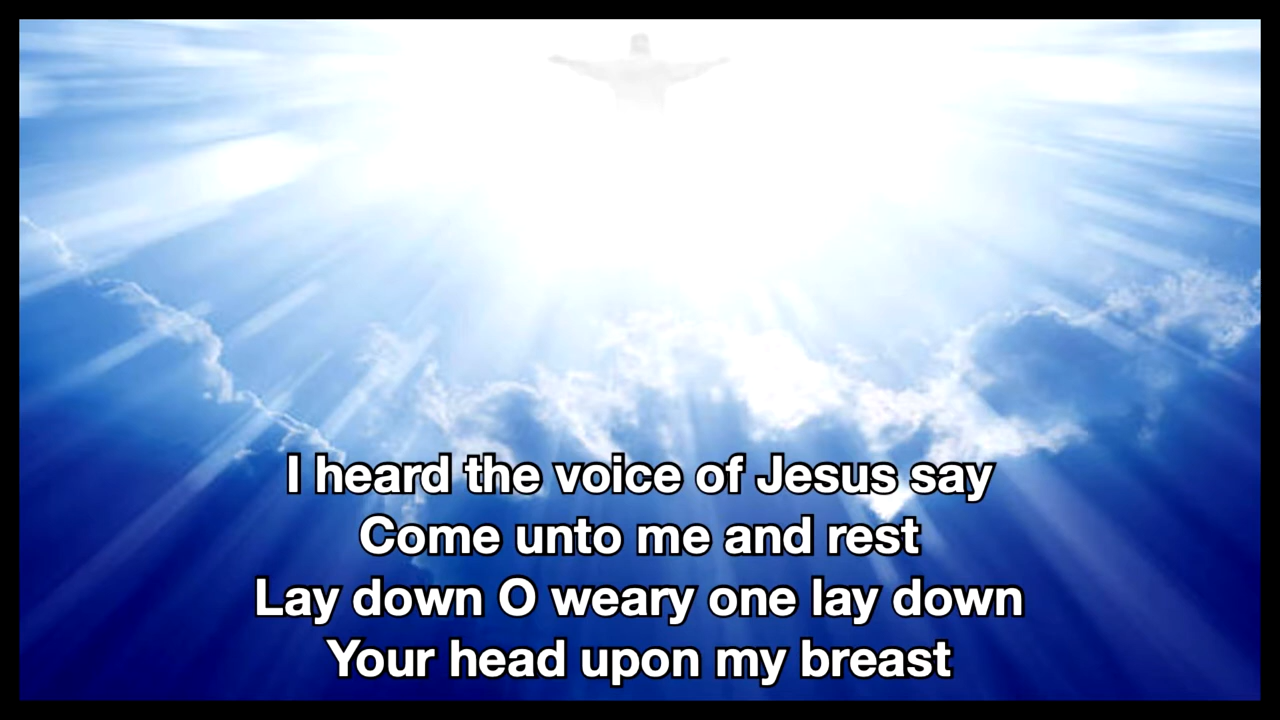 I heard the voice of Jesus say
Come unto me and rest
Lay down O weary one lay down
Your head upon my breast